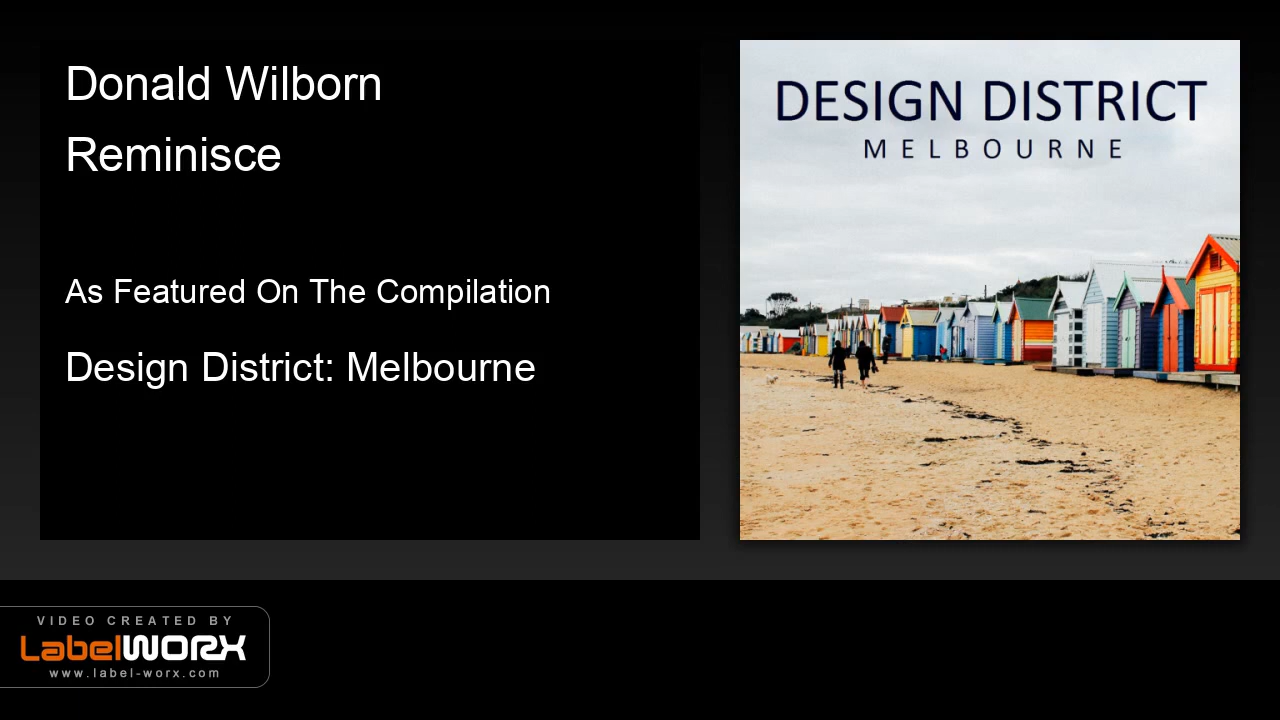 Donald Wilborn
Reminisce
As Featured On The Compilation
Design District: Melbourne
DESIGN DISTRICT
MELBOURNE
VIDEO CREATED BY
LabelWORX
www.label-worx.com